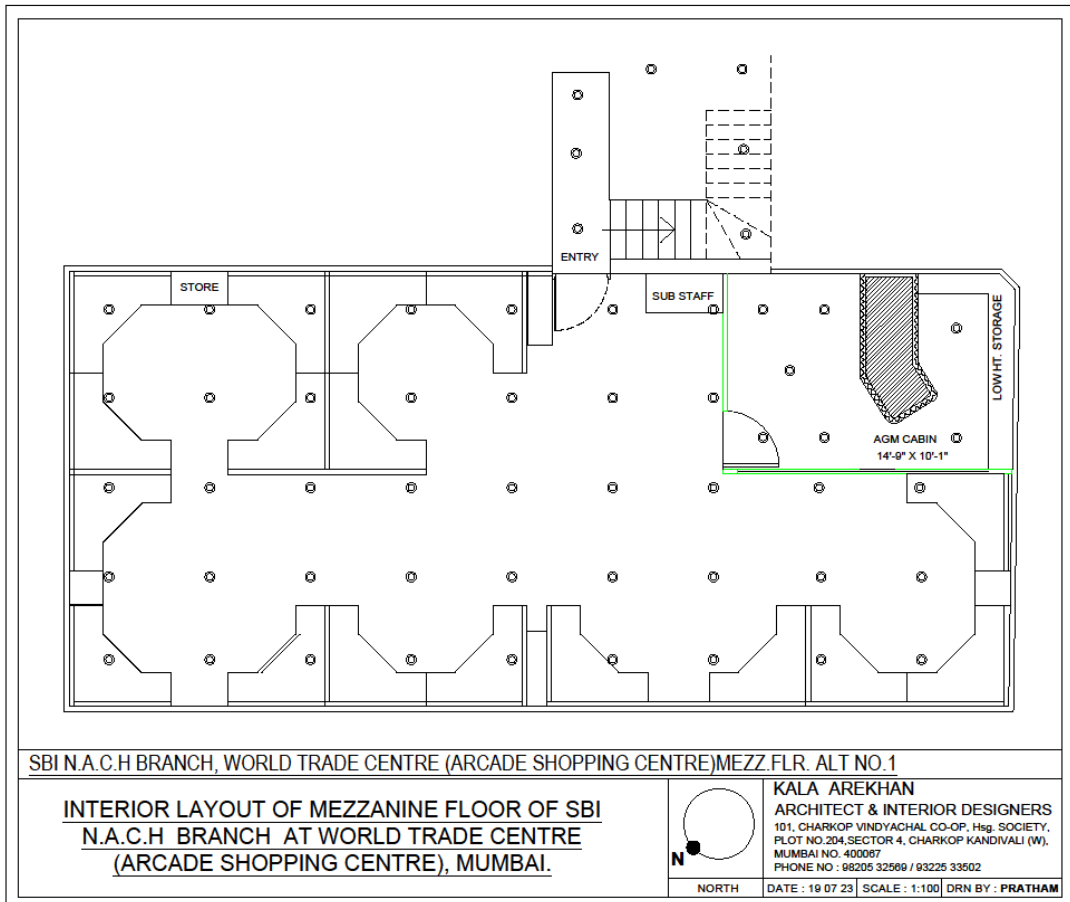 ENTRY
STORE
SUB STAFF
LOW HT. STORAGE
AGM CABIN
14'-9" X 10'-1"
SBI N.A.C.H BRANCH, WORLD TRADE CENTRE (ARCADE SHOPPING CENTRE)MEZZ.FLR. ALT NO.1
INTERIOR LAYOUT OF MEZZANINE FLOOR OF SBI
N.A.C.H BRANCH AT WORLD TRADE CENTRE
(ARCADE SHOPPING CENTRE), MUMBAI.
N
NORTH
KALA AREKHAN
ARCHITECT & INTERIOR DESIGNERS
101, CHARKOP VINDYACHAL CO-OP, Hsg. SOCIETY,
PLOT NO.204,SECTOR 4, CHARKOP KANDIVALI (W),
MUMBAI NO. 400067
PHONE NO : 98205 32569 / 93225 33502
DATE : 19 07 23 SCALE : 1:100 DRN BY : PRATHAM